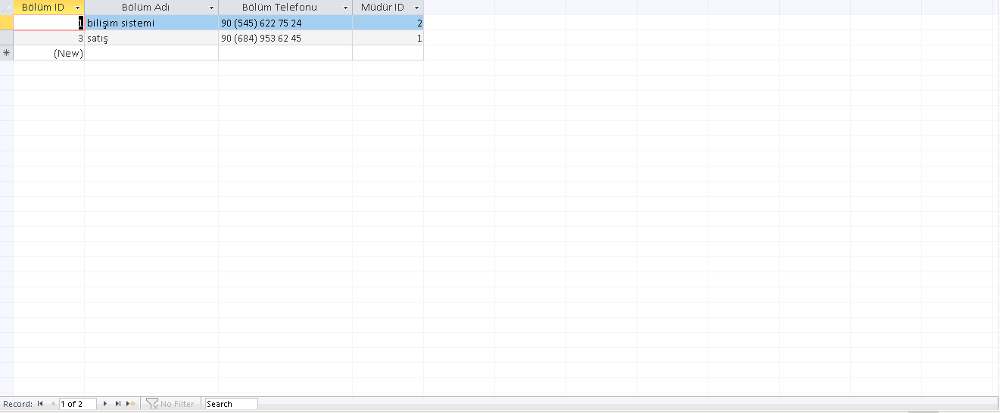 Bölüm ID Bölüm Adı Bölüm Telefonu Müdür ID
1 bilişim sistemi 90 (545) 622 75 24 2
3 satış 90 (684) 953 62 45 1
(New)
Record: 1 of 2 No Filter Search